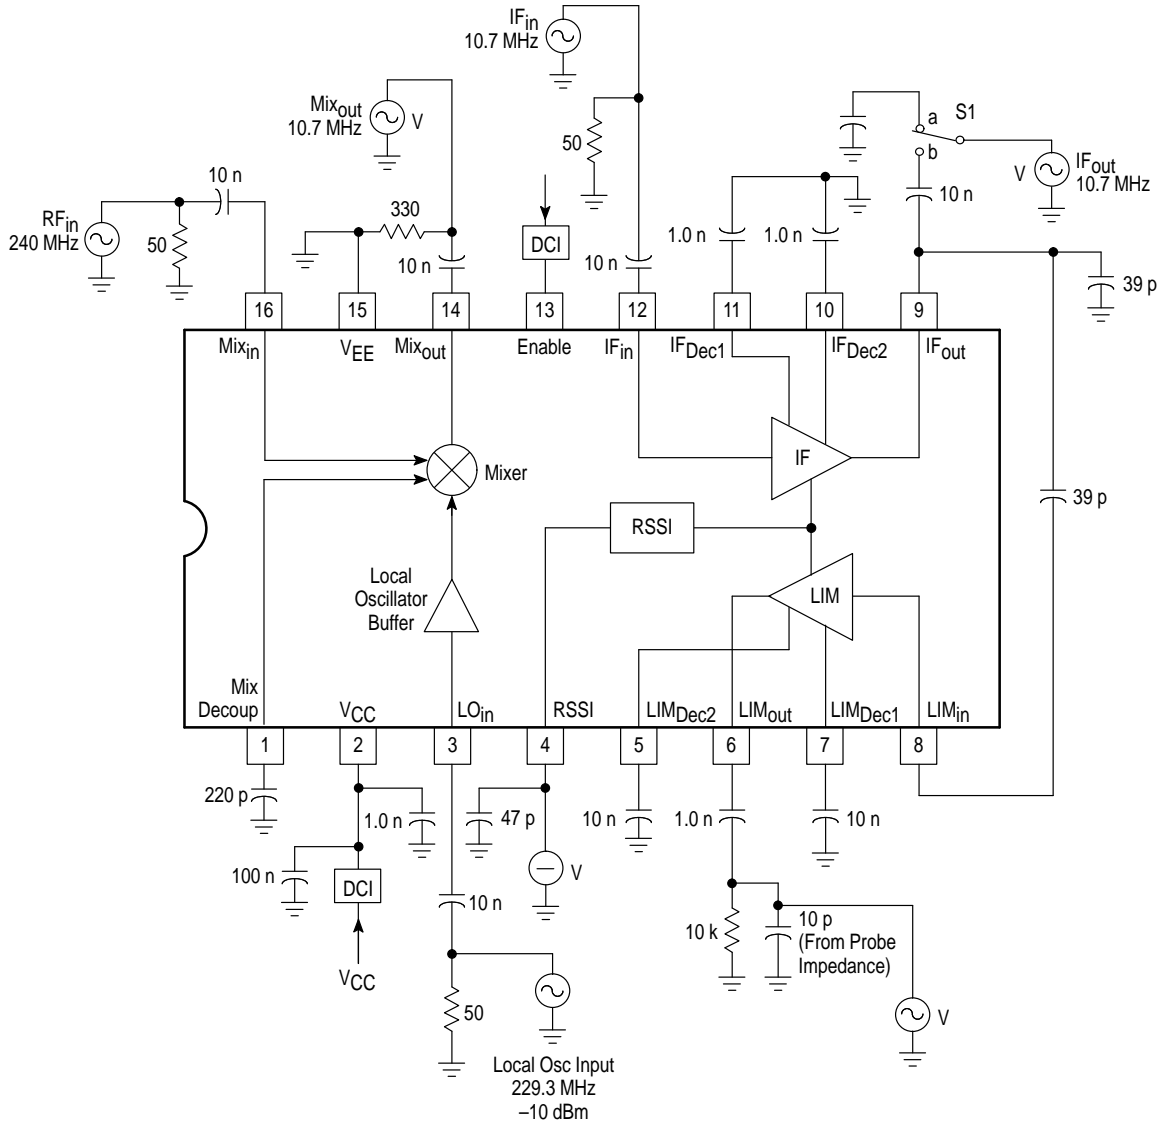 IFin
10.7 MHz
Mixout
10.7 MHz
V
50
a
S1
b
V
IFout
10.7 MHz
10 n
RFin
240 MHz
50
10 n
330
10 n
DCI
10 n
1.0 n
1.0 n
39 p
16
15
14
13
12
11
10
9
Mixin
VEE
Mixout
Enable
IFin
IFDec1
IFDec2
IFout
IF
Mixer
RSSI
39 p
Local
Oscillator
Buffer
LIM
Mix
Decoup
VCC
LOin
RSSI
LIMDec2
LIMout
LIMDec1
LIMin
1
2
3
4
5
6
7
8
220 p
1.0 n
47 p
10 n
1.0 n
10 n
100 n
DCI
V
10 n
VCC
10 k
10 p
(From Probe
Impedance)
50
V
Local Osc Input
229.3 MHz
–10 dBm